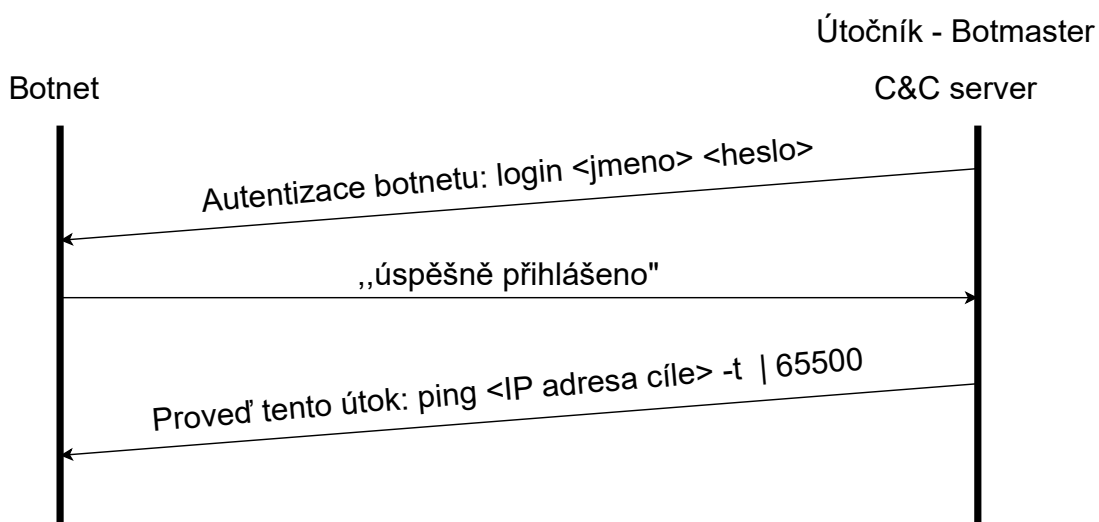 Útočník - Botmaster
Botnet
C&C server
Autentizace botnetu: login <jmeno> <heslo>
,,úspěšně přihlášeno"
Proveď tento útok: ping <IP adresa cíle> -t | 65500